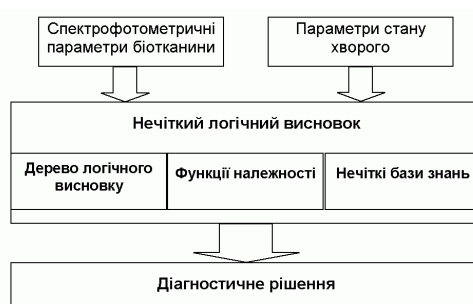 Спектрофотометричні
параметри біотканини
Параметри стану
хворого
Нечіткий логічний висновок
Дерево логічного
висновку
Функції належності
Нечіткі бази знань
Діагностичне рішення